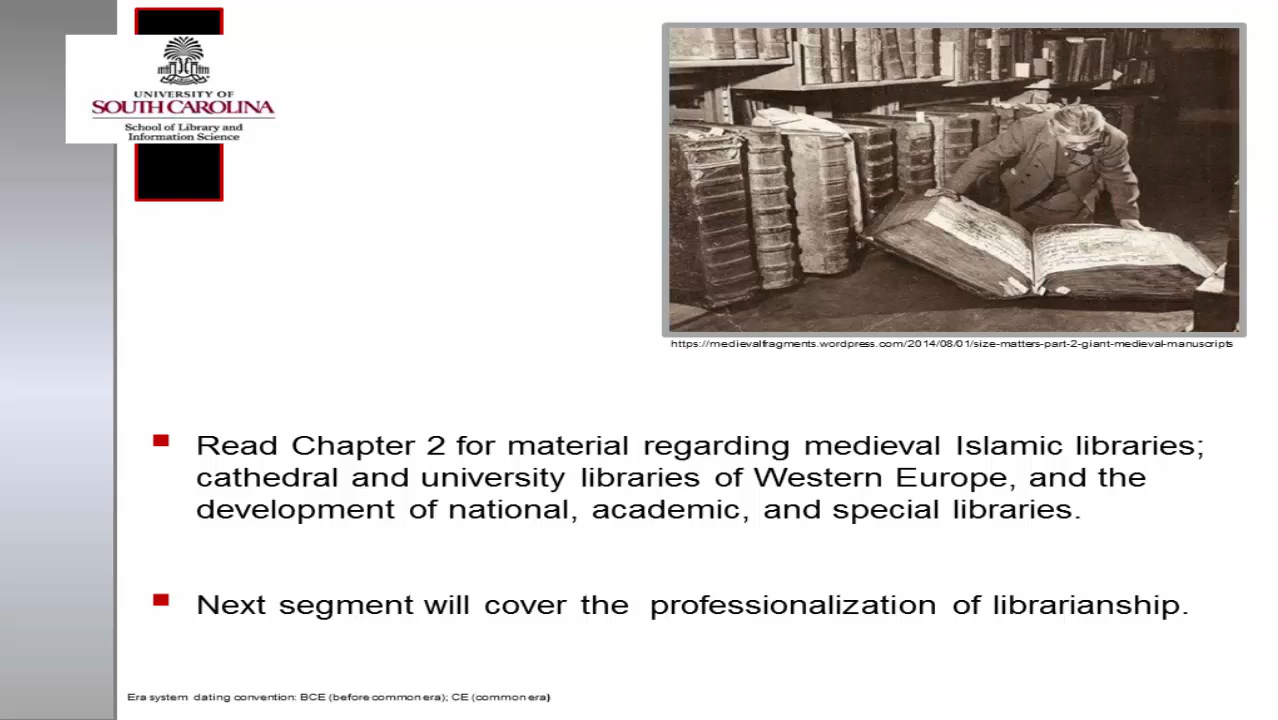 UNIVERSITY OF
SOUTH CAROLINA
School of Library and
Information Science
https://medievalfragments.wordpress.com/2014/08/01/size-matters-part-2-giant-medieval-manuscripts
Read Chapter 2 for material regarding medieval Islamic libraries;
cathedral and university libraries of Western Europe, and the
development of national, academic, and special libraries.
Next segment will cover the professionalization of librarianship.
Era system dating convention: BCE (before common era); CE (common era)